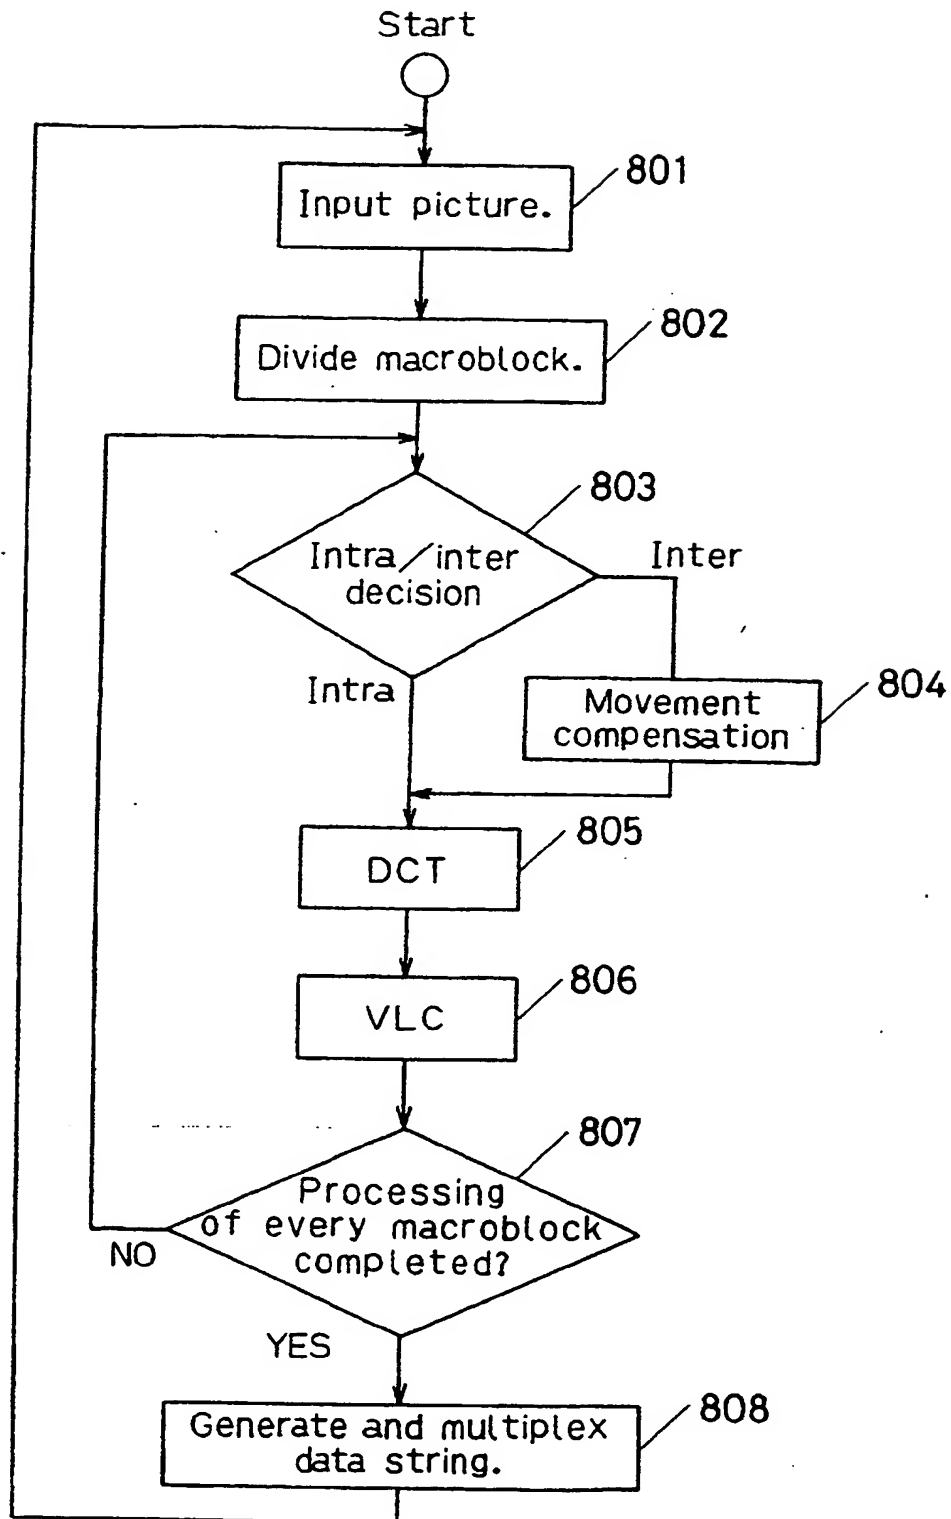 Start
801
Input picture.
802
Divide macroblock.
803
Intra/inter
decision
Inter
Intra
804
Movement
compensation
805
DCT
806
VLC
807
Processing
of every macroblock
completed?
NO
YES
808
Generate and multiplex
data string.